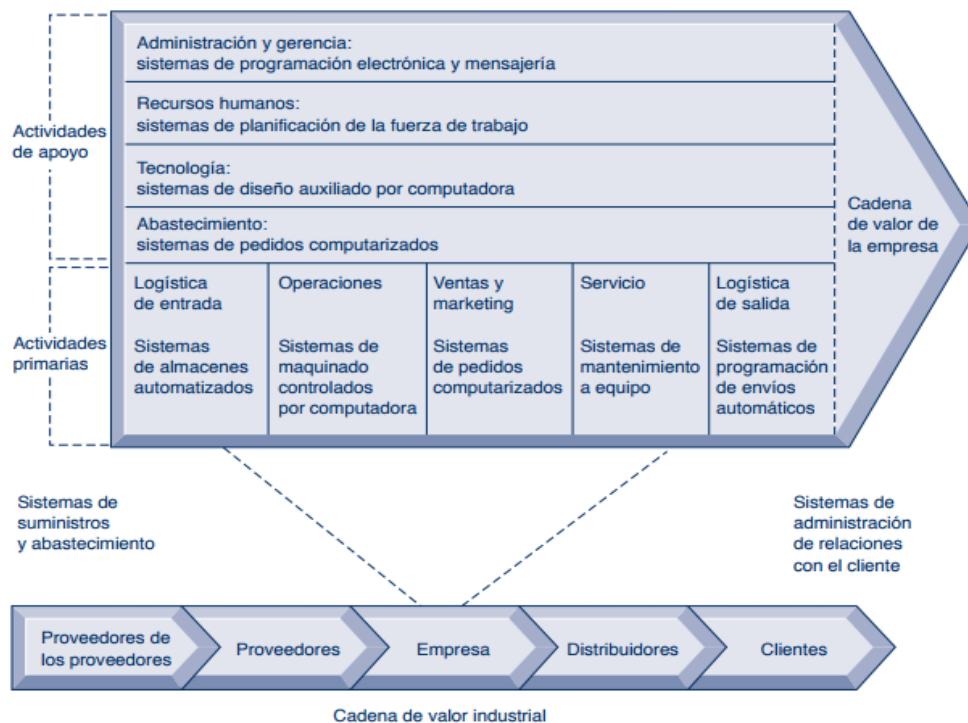 Administración y gerencia:
sistemas de programación electrónica y mensajería
Recursos humanos:
sistemas de planificación de la fuerza de trabajo
Actividades
de apoyo
Tecnología:
sistemas de diseño auxiliado por computadora
Abastecimiento:
sistemas de pedidos computarizados
Cadena
de valor de
la empresa
Actividades
primarias
Logística
de entrada
Sistemas
de almacenes
automatizados
Operaciones
Sistemas de
maquinado
controlados
por computadora
Ventas y
marketing
Sistemas
de pedidos
computarizados
Servicio
Sistemas de
mantenimiento
a equipo
Logística
de salida
Sistemas de
programación
de envíos
automáticos
Sistemas de
suministros
y abastecimiento
Sistemas de
administración
de relaciones
con el cliente
Proveedores de
los proveedores
Proveedores
Empresa
Distribuidores
Clientes
Cadena de valor industrial